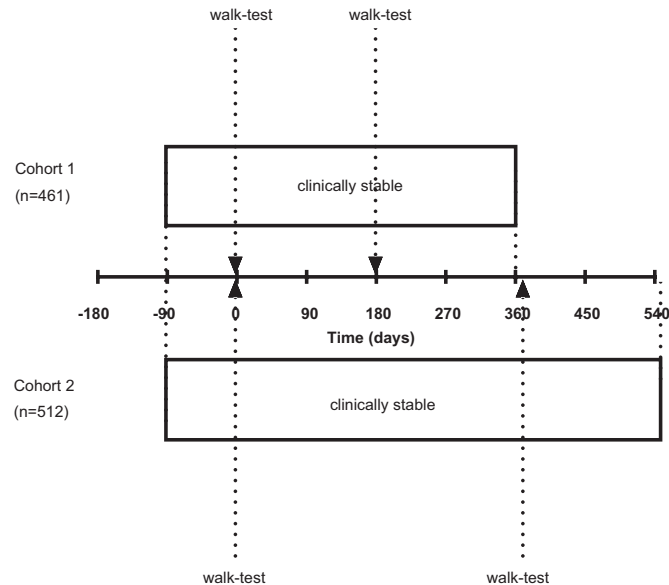 walk-test walk-test
Cohort 1
(n=461)
clinically stable
-180 -90 0 90 180 270 360 450 540
Time (days)
Cohort 2
(n=512)
clinically stable
walk-test walk-test